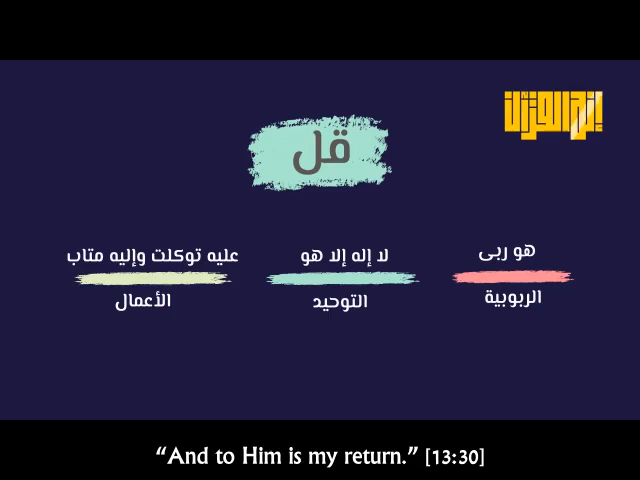 قل
هو ربى
لا إله إلا هو
عليه توكلت وإليه متاب
الربوبية
التوحيد
الأعمال
“And to Him is my return.” [13:30]